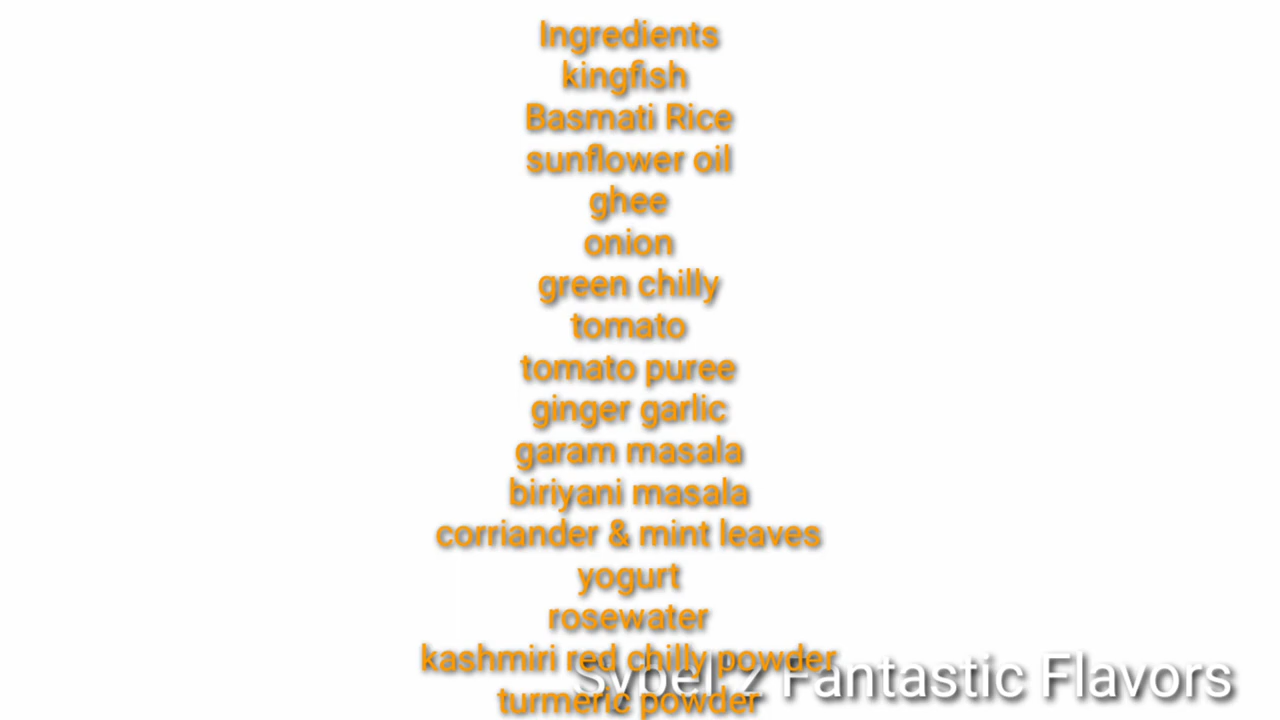 Ingredients
kingfish
Basmati Rice
sunflower oil
ghee
onion
green chilly
tomato
tomato puree
ginger garlic
garam masala
biriyani masala
corriander & mint leaves
yogurt
rosewater
kashmiri red chilly powder
Sybel'z Fantastic Flavors
turmeric powder